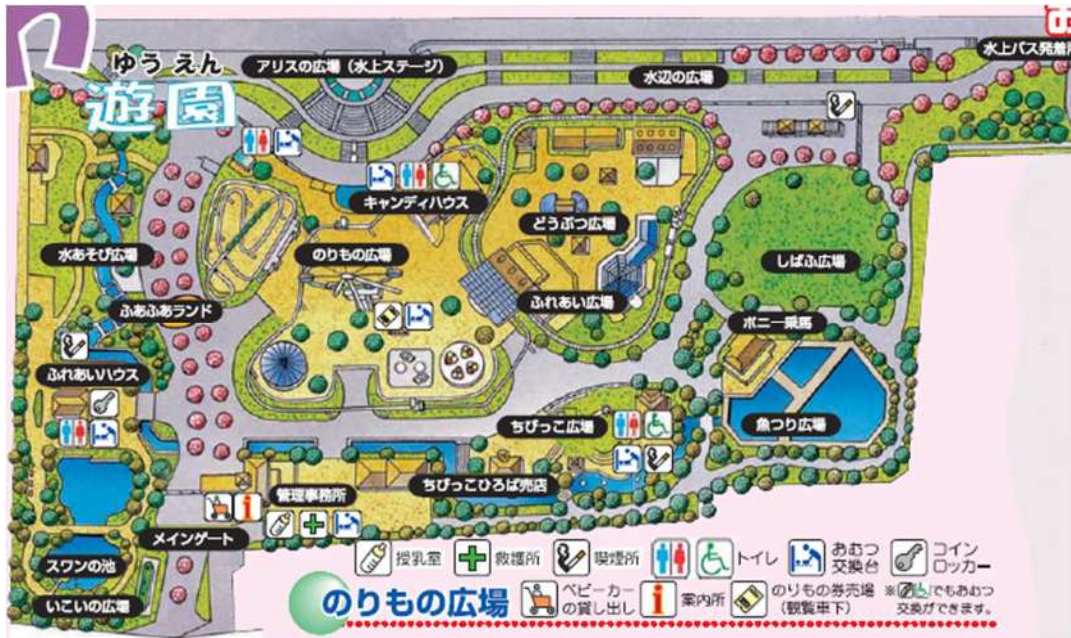 ゆうえん
遊園
アリスの広場（水上ステージ）
水辺の広場
水上バス発着所
キャンディハウス
どうぶつ広場
水あそび広場
のりもの広場
しばふ広場
ふあふあランド
ふれあい広場
ポニー乗馬
ふれあいハウス
ちびっこ広場
魚つり広場
ちびっこひろば売店
管理事務所
メインゲート
スワンの池
いこいの広場
授乳室
救護所
喫煙所
トイレ
おむつ
交換台
コイン
ロッカー
のりもの広場
ベビーカー
の貸し出し
案内所
のりもの券売場
（観覧車下）
でもおむつ
交換ができます。